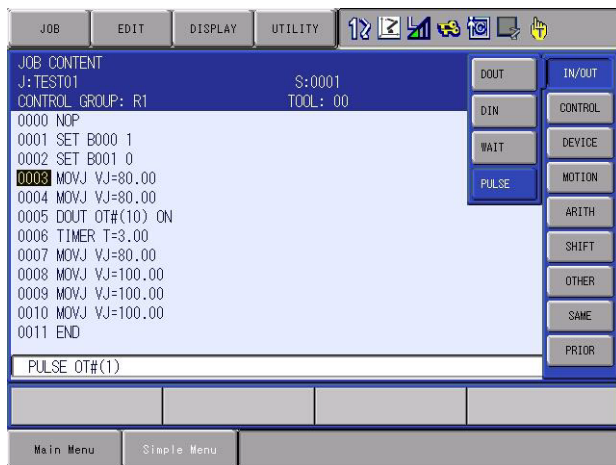 JOB
EDIT
DISPLAY
UTILITY
JOB CONTENT
J:TEST01 S:0001
CONTROL GROUP: R1 TOOL: 00
0000 NOP
0001 SET B000 1
0002 SET B001 0
0003 MOVJ VJ=80.00
0004 MOVJ VJ=80.00
0005 DOUT OT#(10) ON
0006 TIMER T=3.00
0007 MOVJ VJ=80.00
0008 MOVJ VJ=100.00
0009 MOVJ VJ=100.00
0010 MOVJ VJ=100.00
0011 END
PULSE OT#(1)
DOUT
DIN
WAIT
PULSE
IN/OUT
CONTROL
DEVICE
MOTION
ARITH
SHIFT
OTHER
SAME
PRIOR
Main Menu
Simple Menu